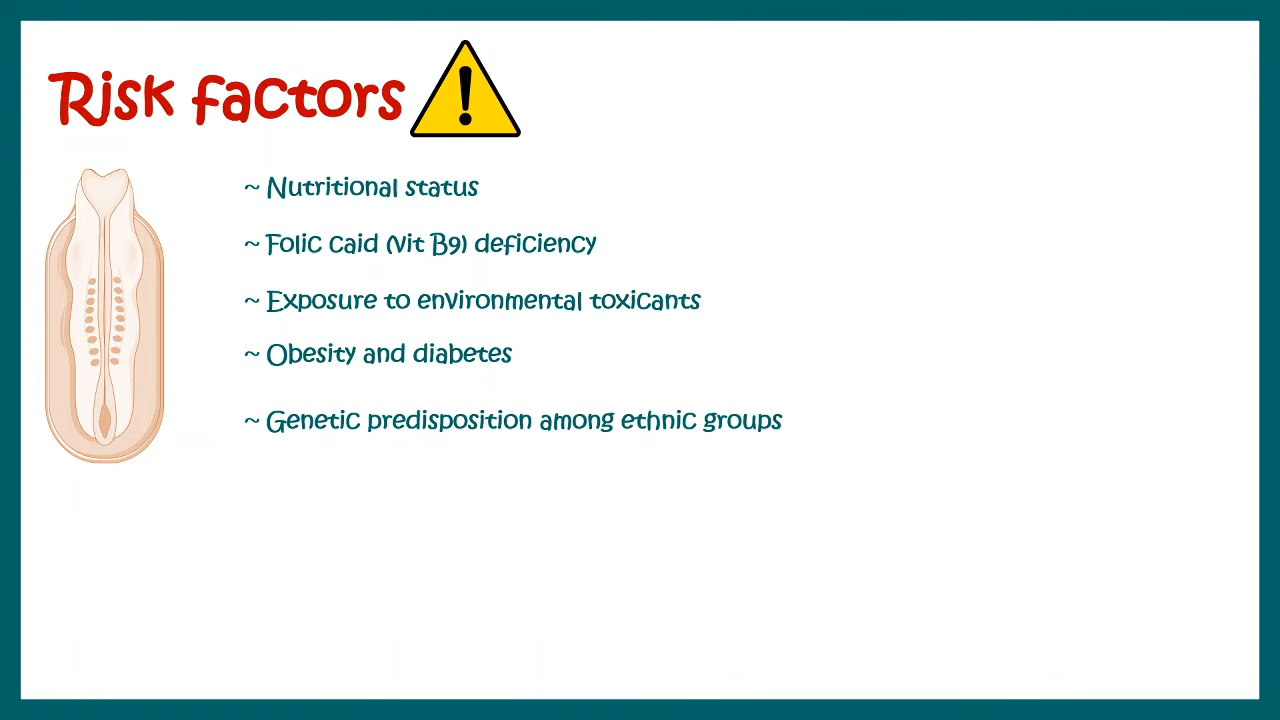 Risk factors
~ Nutritional status
~ Folic caid (vit B9) deficiency
~ Exposure to environmental toxicants
~ Obesity and diabetes
~ Genetic predisposition among ethnic groups